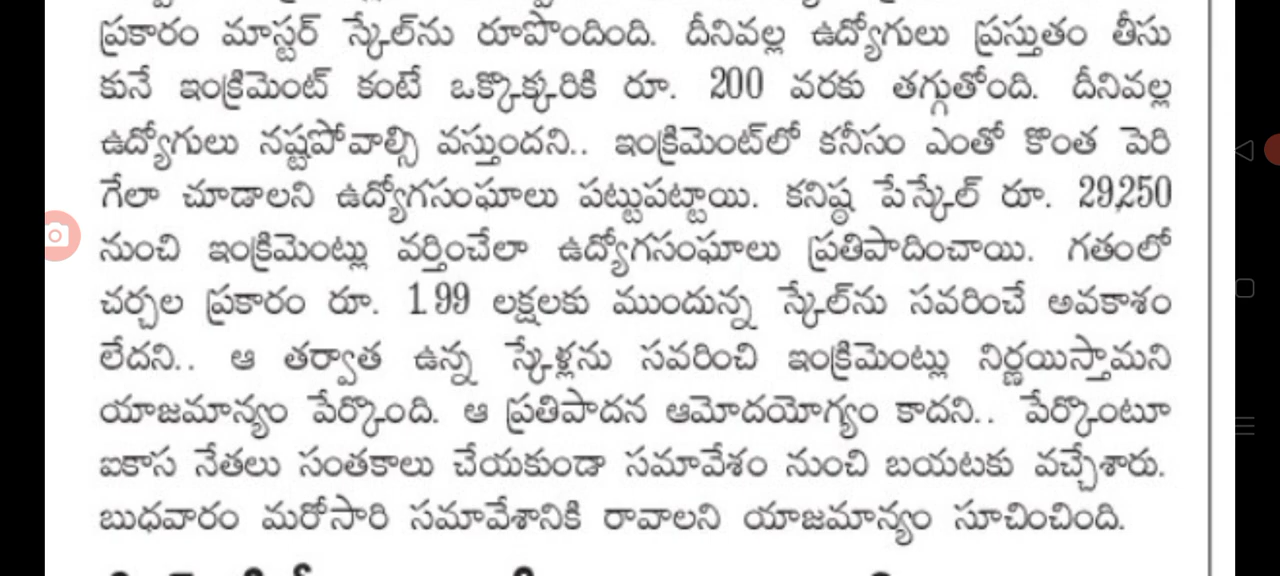 ప్రకారం మాస్టర్ స్కేల్‌ను రూపొందింది. దీనివల్ల ఉద్యోగులు ప్రస్తుతం తీసు
కునే ఇంక్రిమెంట్ కంటే ఒక్కొక్కరికి రూ. 200 వరకు తగ్గుతోంది. దీనివల్ల
ఉద్యోగులు నష్టపోవాల్సి వస్తుందని.. ఇంక్రిమెంట్‌లో కనీసం ఎంతో కొంత పెరి
గేలా చూడాలని ఉద్యోగసంఘాలు పట్టుపట్టాయి. కనిష్ఠ పేస్కేల్ రూ. 29,250
నుంచి ఇంక్రిమెంట్లు వర్తించేలా ఉద్యోగసంఘాలు ప్రతిపాదించాయి. గతంలో
చర్చల ప్రకారం రూ. 1.99 లక్షలకు ముందున్న స్కేల్‌ను సవరించే అవకాశం
లేదని.. ఆ తర్వాత ఉన్న స్కేళ్లను సవరించి ఇంక్రిమెంట్లు నిర్ణయిస్తామని
యాజమాన్యం పేర్కొంది. ఆ ప్రతిపాదన ఆమోదయోగ్యం కాదని.. పేర్కొంటూ
ఐకాస నేతలు సంతకాలు చేయకుండా సమావేశం నుంచి బయటకు వచ్చేశారు.
బుధవారం మరోసారి సమావేశానికి రావాలని యాజమాన్యం సూచించింది.